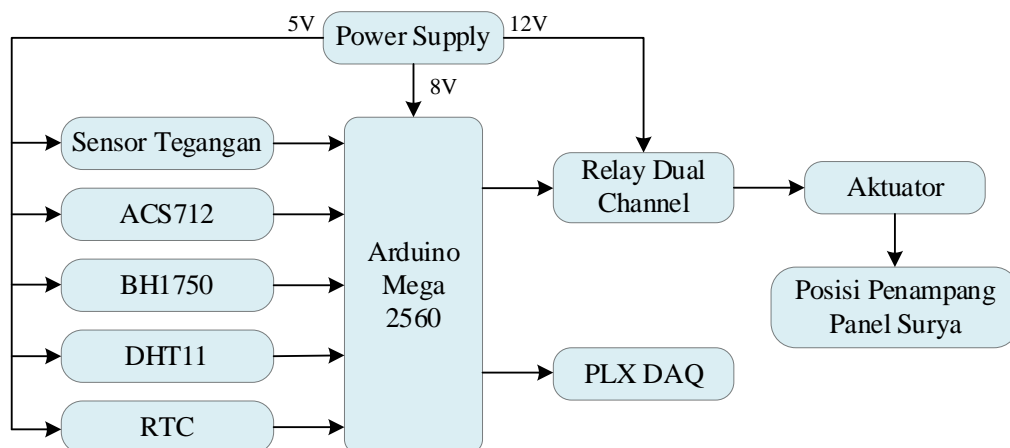 5V
Power Supply
12V
8V
Sensor Tegangan
ACS712
BH1750
DHT11
RTC
Arduino
Mega
2560
Relay Dual
Channel
Aktuator
Posisi Penampang
Panel Surya
PLX DAQ